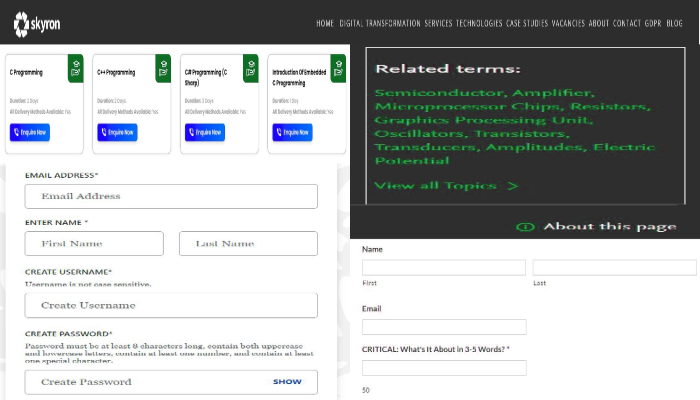 skyron
HOME DIGITAL TRANSFORMATION SERVICES TECHNOLOGIES CASE STUDIES VACANCIES ABOUT CONTACT GDPR BLOG
C Programming
Duration: 2 Days
All Delivery Methods Available: Yes
Enquire Now
C++ Programming
Duration: 2 Days
All Delivery Methods Available: Yes
Enquire Now
C# Programming (C
Sharp)
Duration: 2 Days
All Delivery Methods Available: Yes
Enquire Now
Introduction Of Embedded
C Programming
Duration: 2 Days
All Delivery Methods Available: Yes
Enquire Now
Related terms:
Semiconductor, Amplifier,
Microprocessor Chips, Resistors,
Graphics Processing Unit,
Oscillators, Transistors,
Transducers, Amplitudes, Electric
Potential
View all Topics >
About this page
EMAIL ADDRESS*
Email Address
ENTER NAME *
First Name Last Name
CREATE USERNAME*
Username is not case sensitive.
Create Username
CREATE PASSWORD*
Password must be at least 8 characters long, contain both uppercase
and lowercase letters, contain at least one number, and contain at least
one special character.
Create Password SHOW
Name
First Last
Email
CRITICAL: What's It About in 3-5 Words? *
50